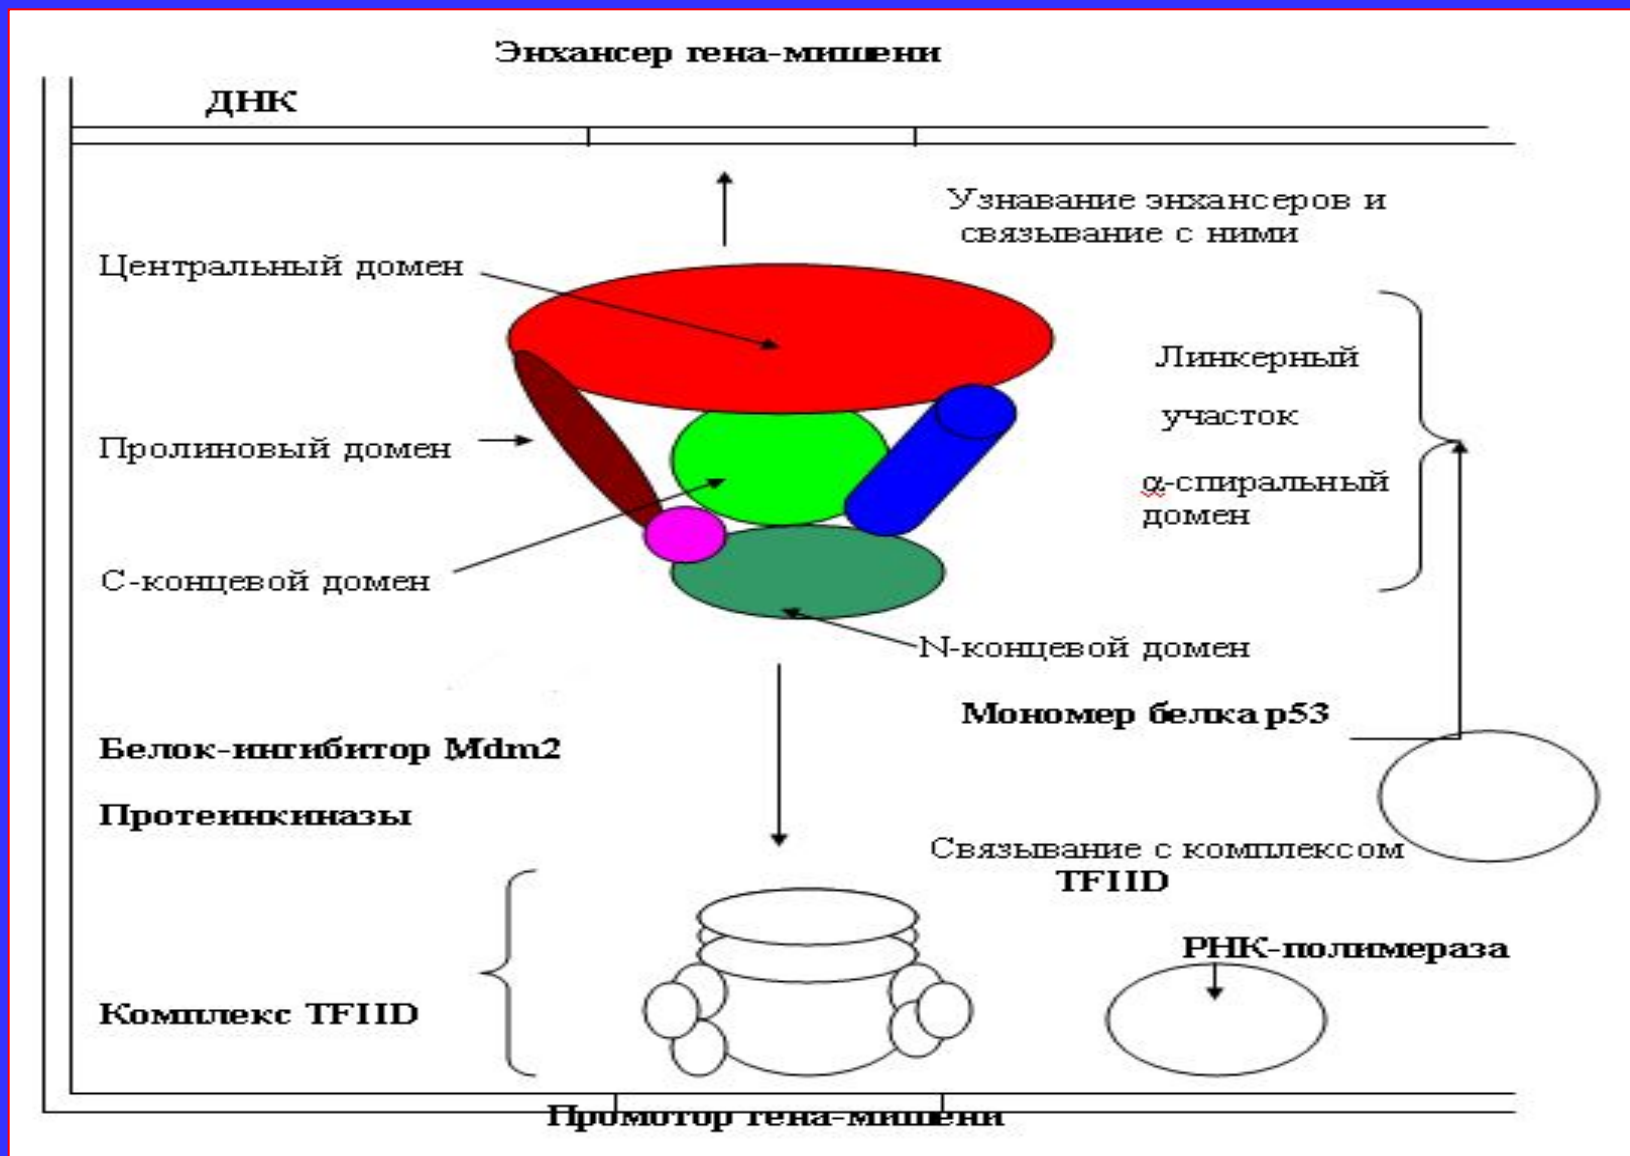 Энхансер гена-мишени
ДНК
Узнавание энхансеров и
связывание с ними
Центральный домен
Линкерный
участок
Пролиновый домен
α-спиральный
домен
С-концевой домен
N-концевой домен
Мономер белка p53
Белок-ингибитор Mdm2
Протеинкиназы
Связывание с комплексом
TFIID
РНК-полимераза
Комплекс TFIID
Промотор гена-мишени